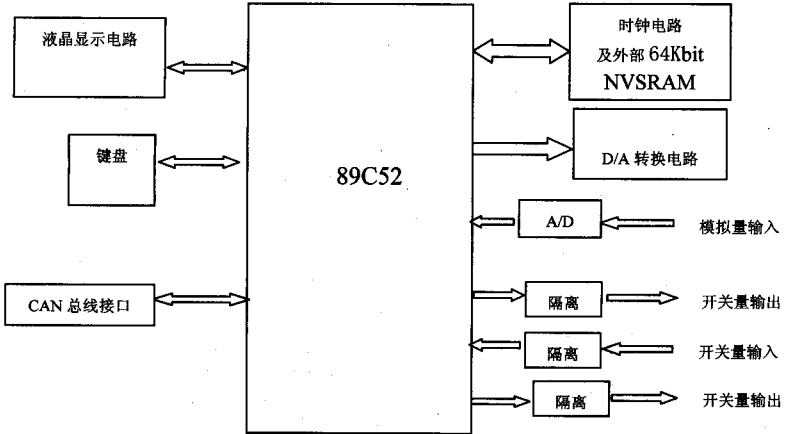 液晶显示电路
键盘
CAN 总线接口
89C52
时钟电路
及外部 64Kbit
NVSRAM
D/A 转换电路
A/D
模拟量输入
隔离
开关量输出
隔离
开关量输入
隔离
开关量输出